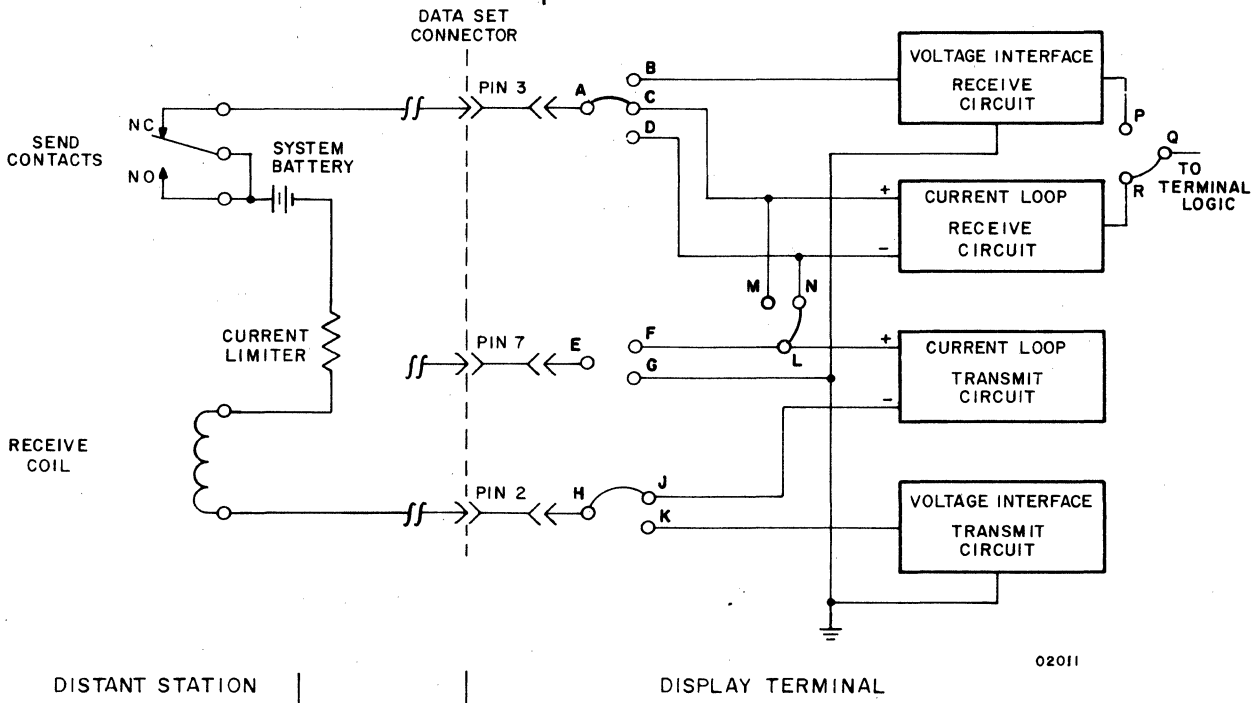 DATA SET
CONNECTOR
B
VOLTAGE INTERFACE
RECEIVE
CIRCUIT
PIN 3
A
C
D
P
Q
TO
TERMINAL
LOGIC
R
SEND
CONTACTS
NC
NO
SYSTEM
BATTERY
+
CURRENT LOOP
RECEIVE
CIRCUIT
-
M
N
CURRENT
LIMITER
PIN 7
E
F
G
L
+
CURRENT LOOP
TRANSMIT
CIRCUIT
-
RECEIVE
COIL
PIN 2
H
J
K
VOLTAGE INTERFACE
TRANSMIT
CIRCUIT
02011
DISTANT STATION
DISPLAY TERMINAL